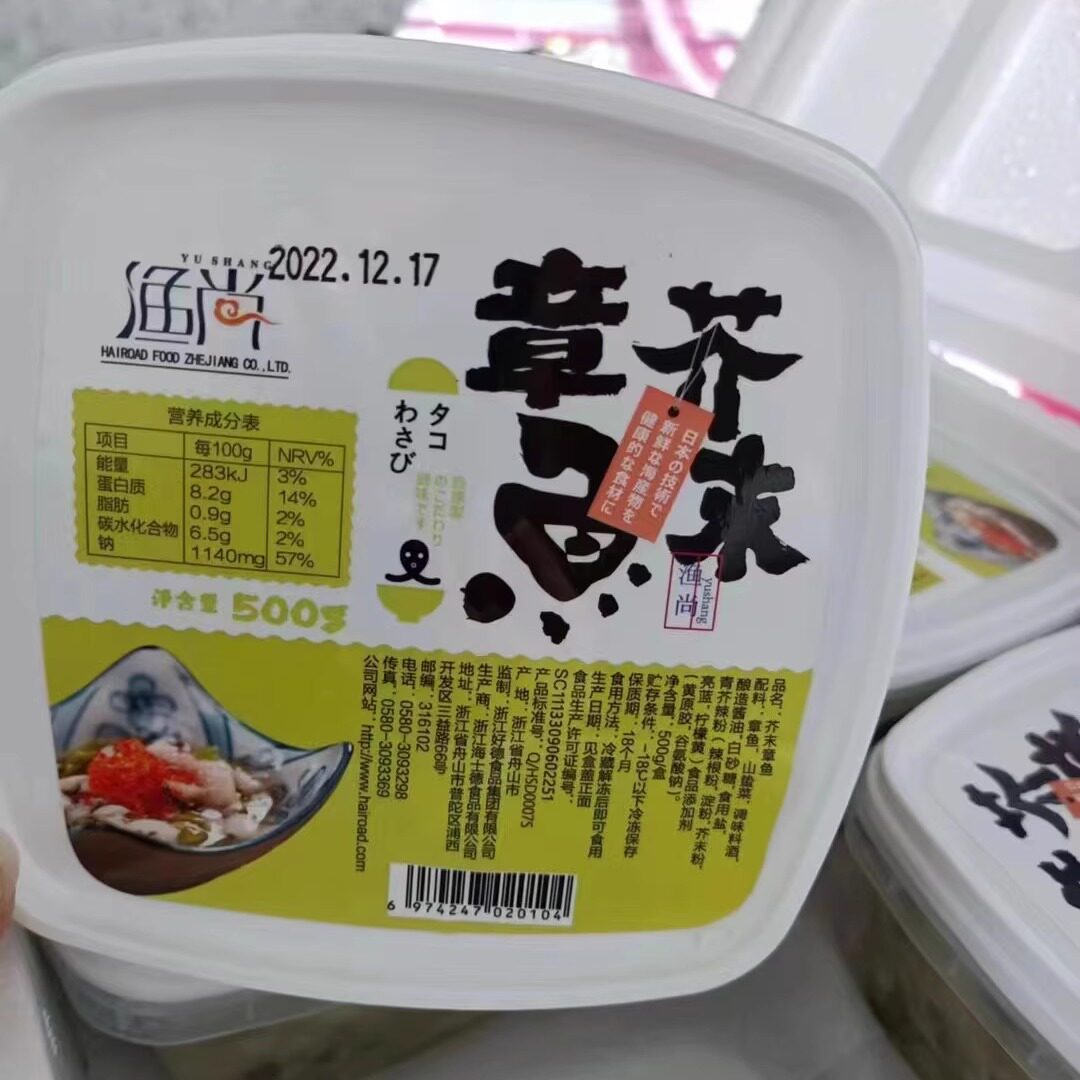 YU SHANG
渔尚
2022.12.17
HAIROAD FOOD ZHEJIANG CO.,LTD.
芥末
章鱼
日本の技術で
新鮮な海産物を
健康的な食材に
タコ
わさび
渔尚
yushang
营养成分表
项目 每100g NRV%
能量 283kJ 3%
蛋白质 8.2g 14%
脂肪 0.9g 2%
碳水化合物 6.5g 2%
钠 1140mg 57%
净含量 500g
品名：芥末章鱼
配料：章鱼，山蛰菜，调味料酒，
酿造酱油，白砂糖，食用盐，
青芥辣粉（辣根粉，淀粉，芥末粉，
亮蓝，柠檬黄）食品添加剂
（黄原胶，谷氨酸钠）。
净含量：500g/盒
贮存条件：-18℃以下冷冻保存
保质期：18个月
食用方法：冷藏解冻后即可食用
生产日期：见盒盖正面
食品生产许可证编号：
SC11133090602251
产品标准号：Q/HSD0007S
产地：浙江省舟山市
监制：浙江好德食品集团有限公司
生产商：浙江海士德食品有限公司
地址：浙江省舟山市普陀区浦西
开发区川益路66号
邮编：316102
电话：0580-3093298
传真：0580-3093369
公司网站：http://www.hairoad.com
6 974247 020104
芥末